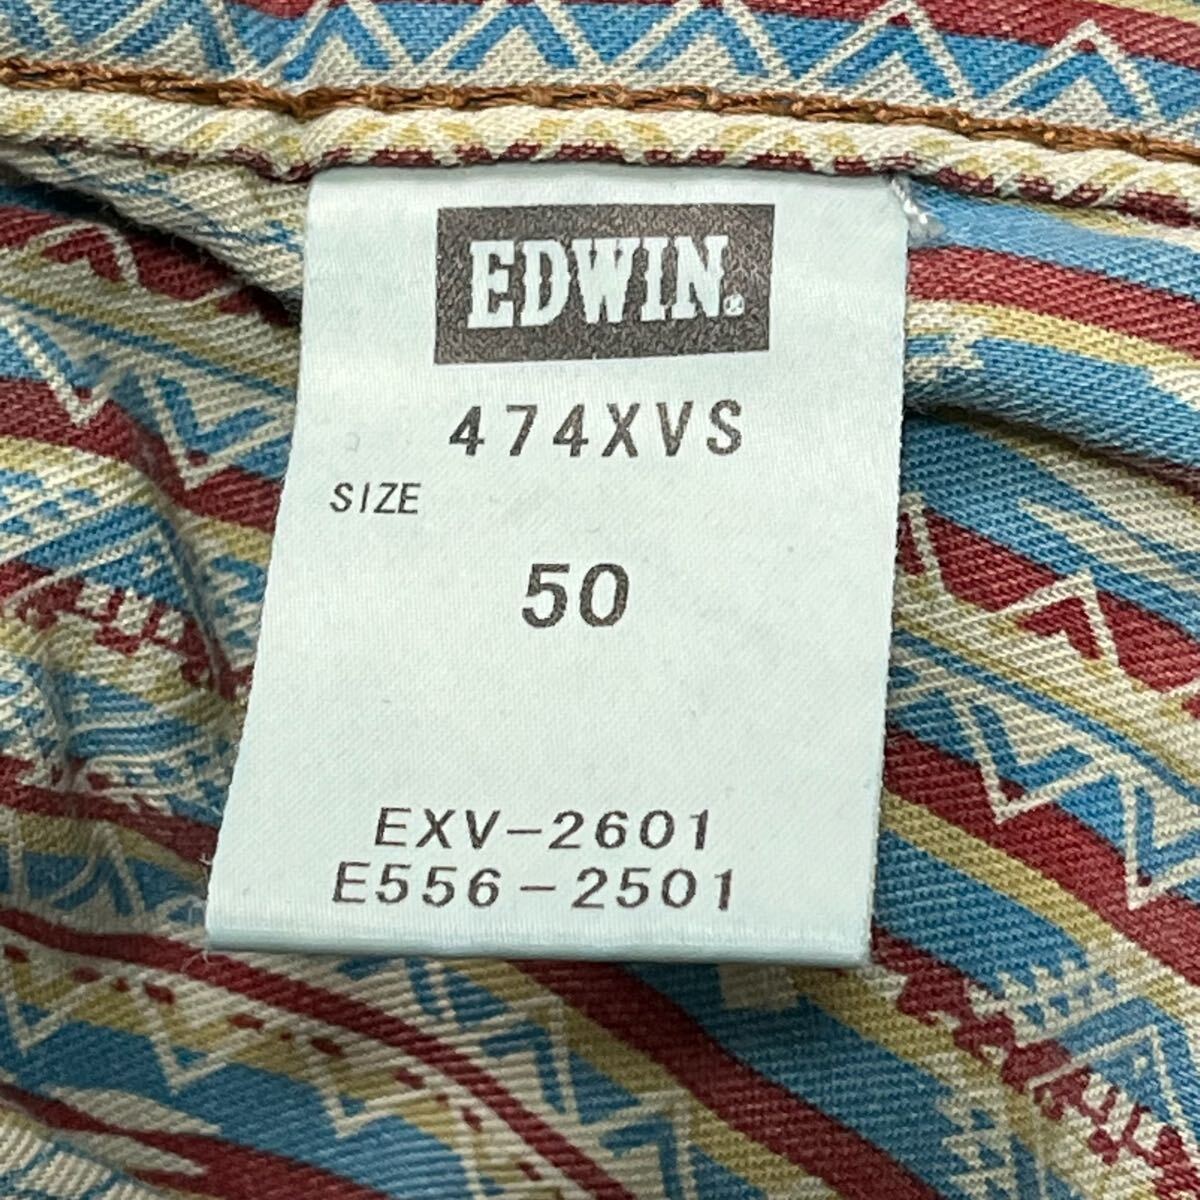 EDWIN®
474XVS
SIZE
50
EXV-2601
E556-2501